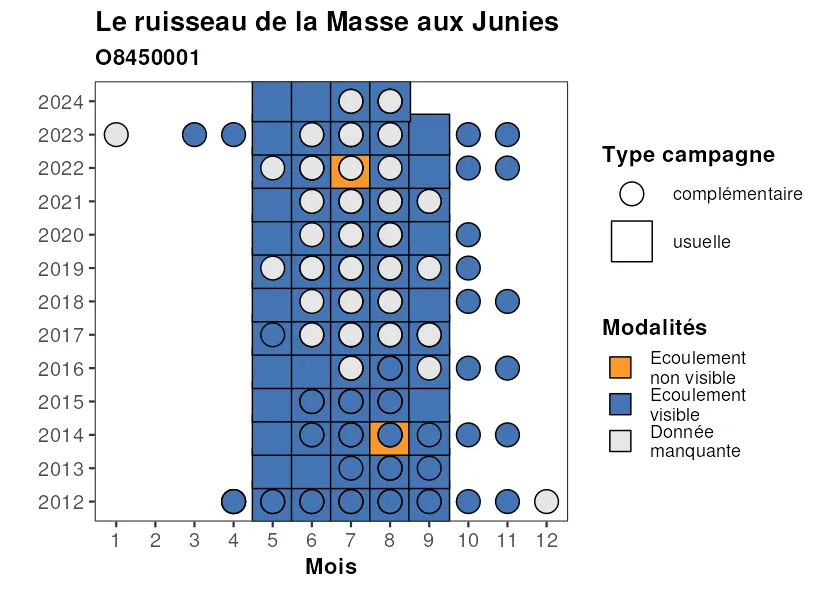 Le ruisseau de la Masse aux Junies
O8450001
2024
2023
2022
2021
2020
2019
2018
2017
2016
2015
2014
2013
2012
1 2 3 4 5 6 7 8 9 10 11 12
Mois
Type campagne
complémentaire
usuelle
Modalités
Ecoulement
non visible
Ecoulement
visible
Donnée
manquante